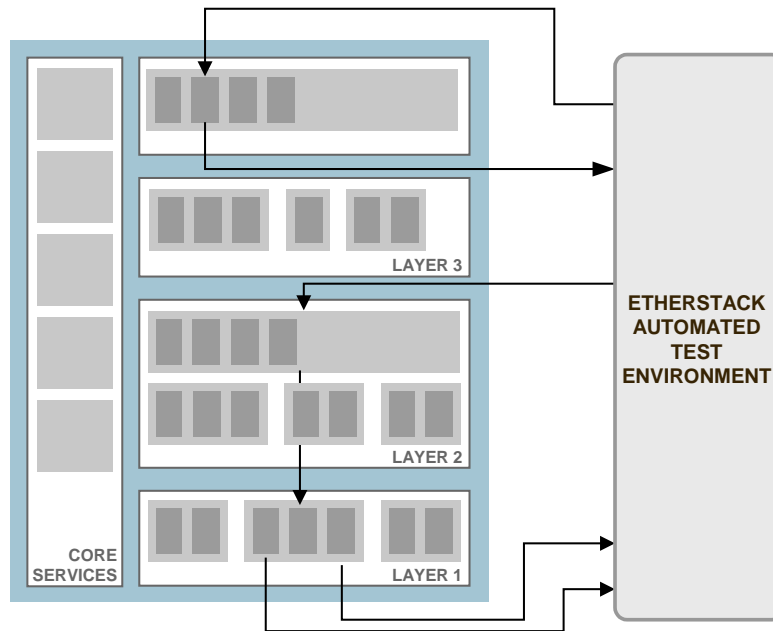 LAYER 3
ETHERSTACK
AUTOMATED
TEST
ENVIRONMENT
LAYER 2
CORE
SERVICES
LAYER 1